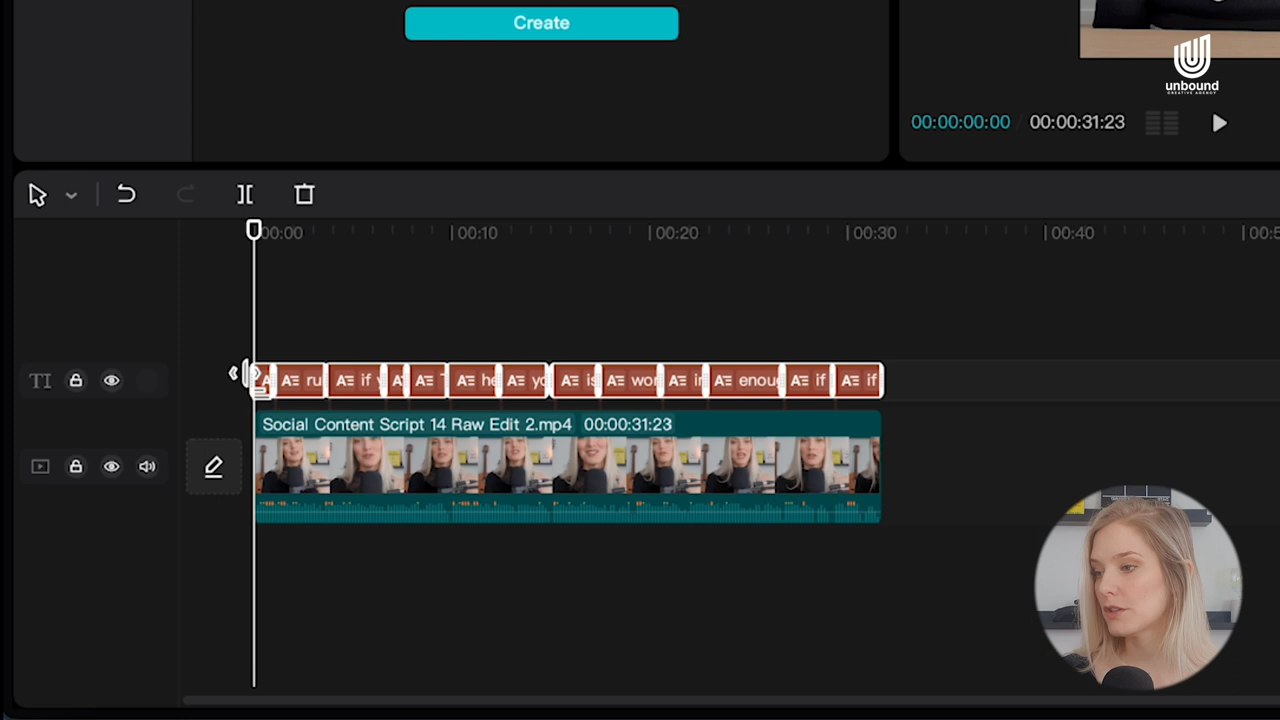 Create
unbound
CREATIVE AGENCY
00:00:00:00 / 00:00:31:23
00:00 00:10 00:20 00:30 00:40 00:5
TI A ru if y A he yo is wor in enou if if
Social Content Script 14 Raw Edit 2.mp4 00:00:31:23